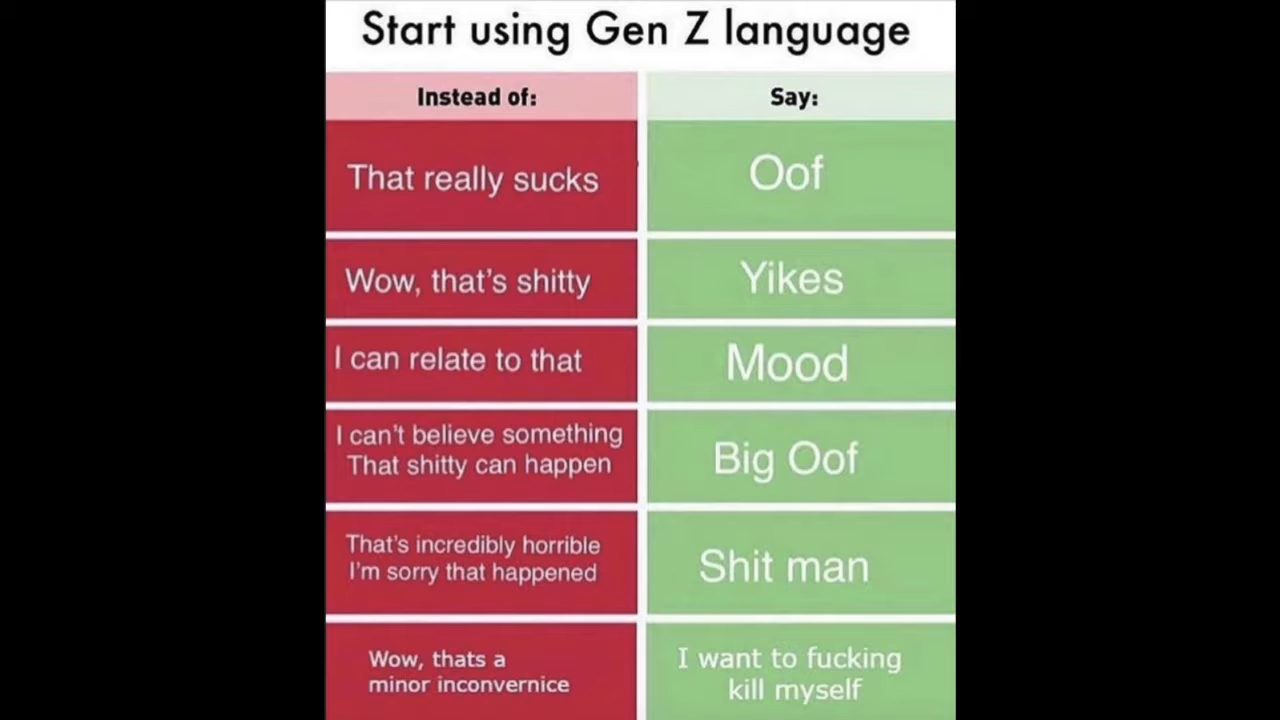 Start using Gen Z language
Instead of:
Say:
That really sucks
Oof
Wow, that's shitty
Yikes
I can relate to that
Mood
I can't believe something
That shitty can happen
Big Oof
That's incredibly horrible
I'm sorry that happened
Shit man
Wow, thats a
minor inconvernice
I want to fucking
kill myself